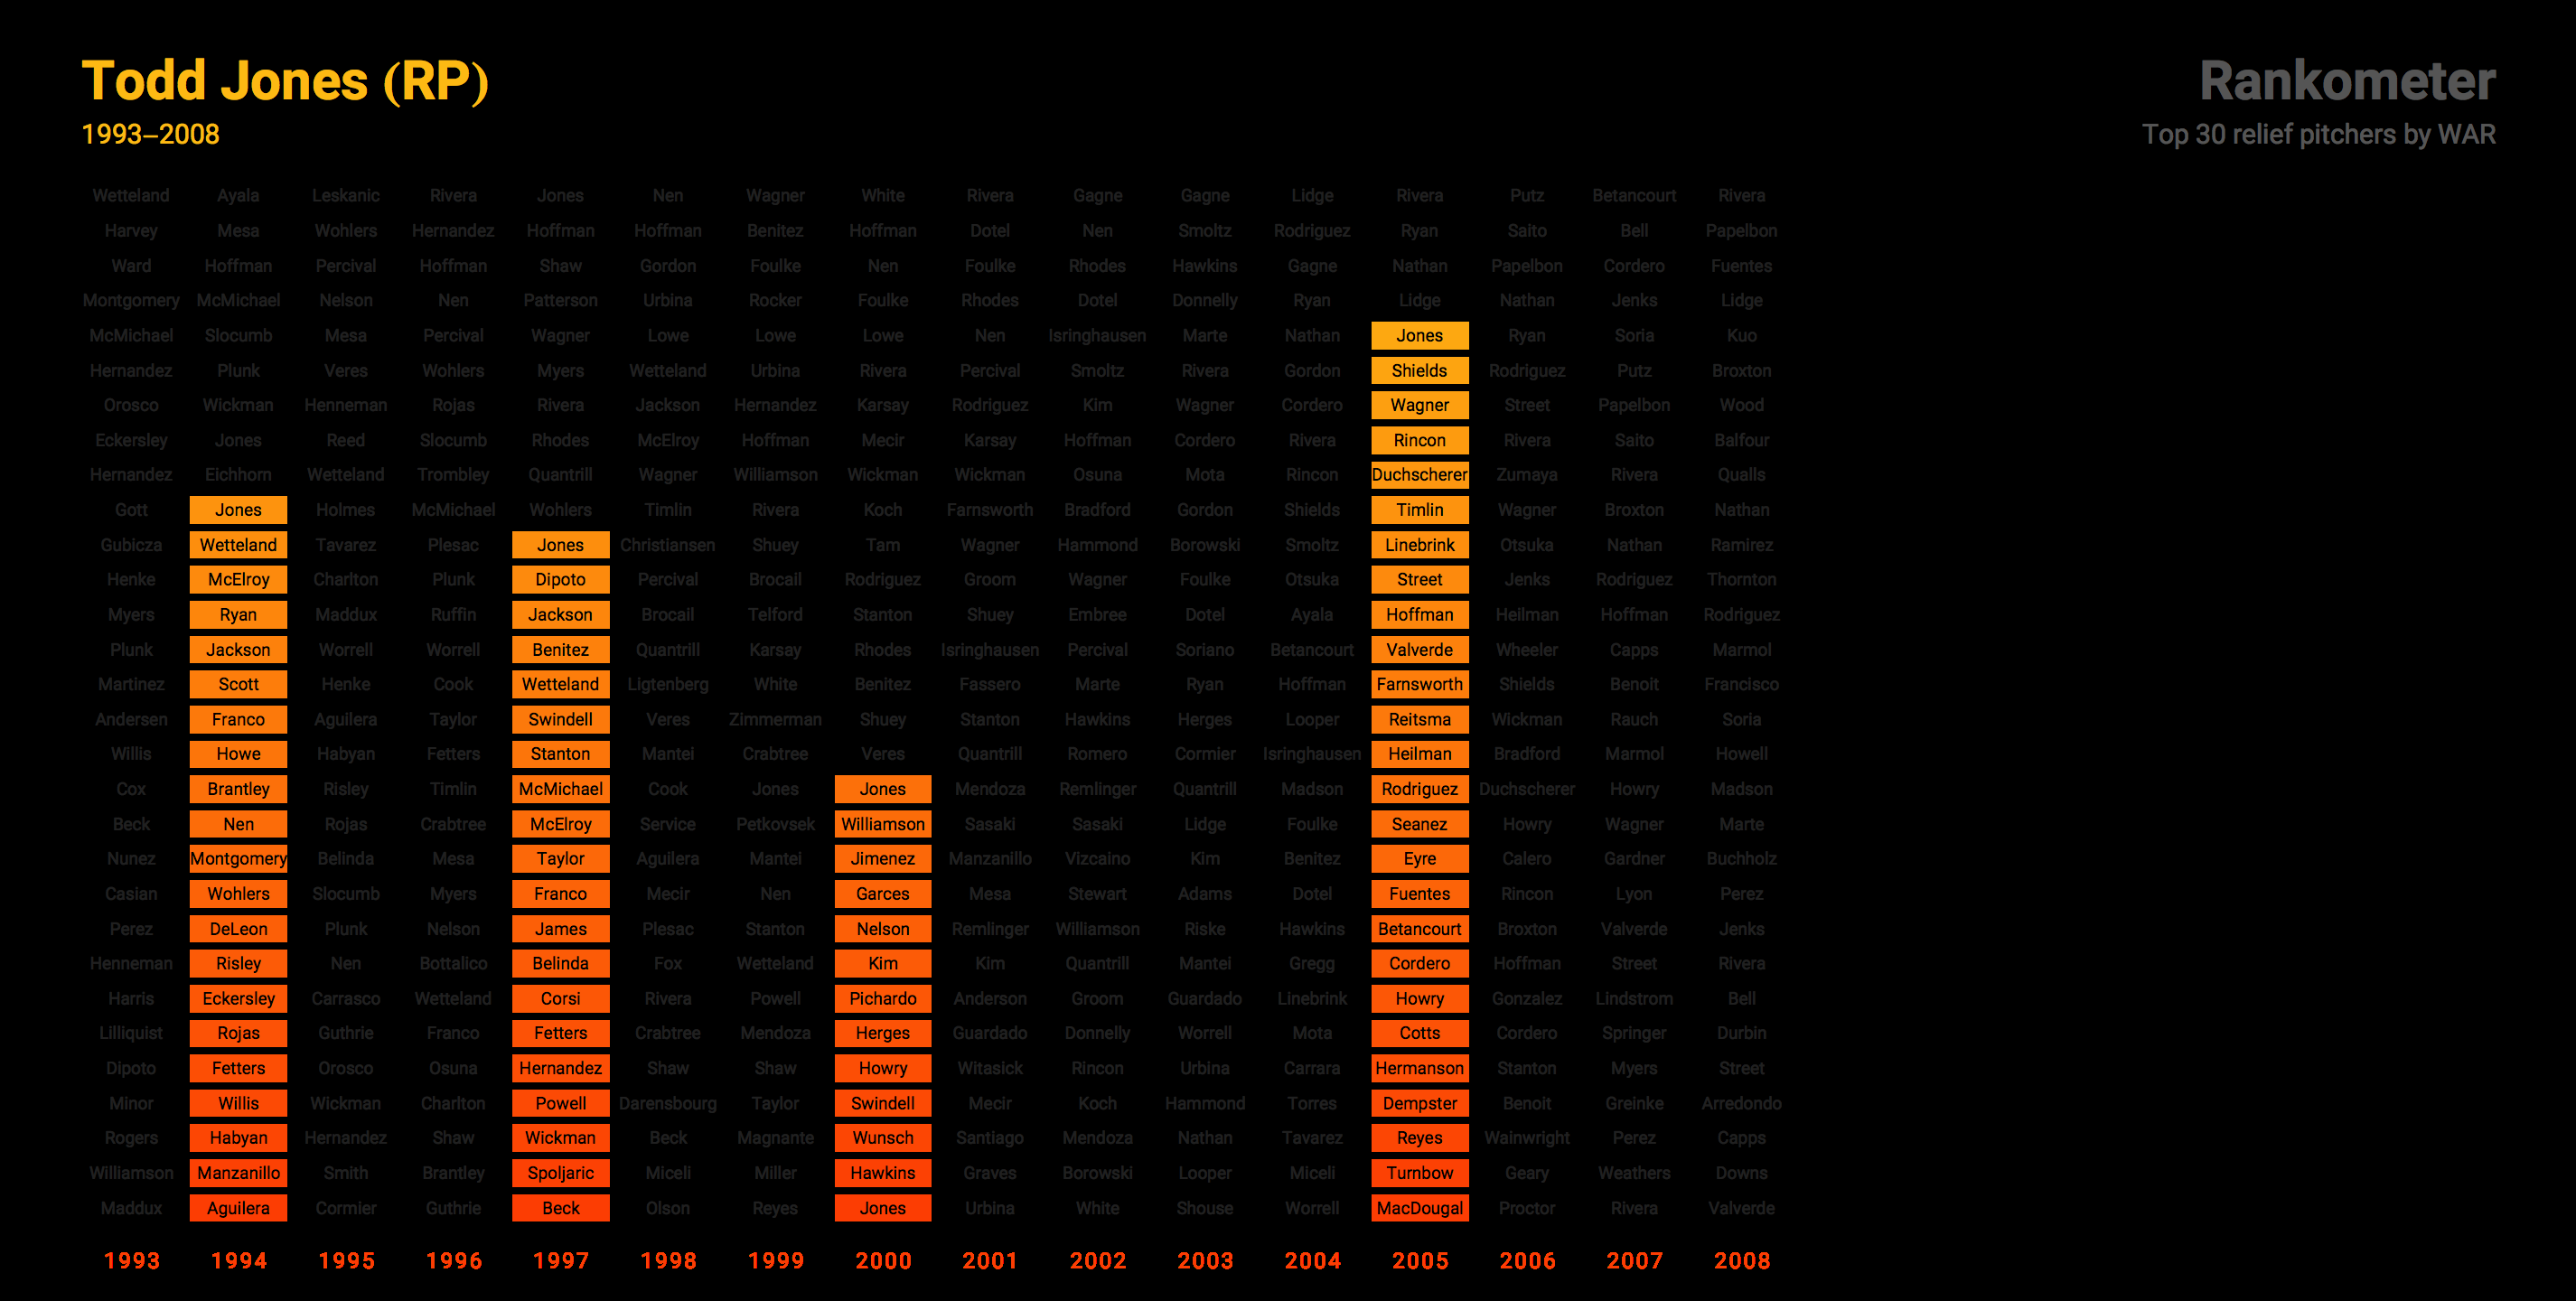 Todd Jones (RP)
1993–2008
Rankometer
Top 30 relief pitchers by WAR
Wetteland Ayala Leskanic Rivera Jones Nen Wagner White Rivera Gagne Gagne Lidge Rivera Putz Betancourt Rivera
Harvey Mesa Wohlers Hernandez Hoffman Hoffman Benitez Hoffman Dotel Nen Smoltz Rodriguez Ryan Saito Bell Papelbon
Ward Hoffman Percival Hoffman Shaw Gordon Foulke Nen Foulke Rhodes Hawkins Gagne Nathan Papelbon Cordero Fuentes
Montgomery McMichael Nelson Nen Patterson Urbina Rocker Foulke Rhodes Dotel Donnelly Ryan Lidge Nathan Jenks Lidge
McMichael Slocumb Mesa Percival Wagner Lowe Lowe Lowe Nen Isringhausen Marte Nathan Jones Ryan Soria Kuo
Hernandez Plunk Veres Wohlers Myers Wetteland Urbina Rivera Percival Smoltz Rivera Gordon Shields Rodriguez Putz Broxton
Orosco Wickman Henneman Rojas Rivera Jackson Hernandez Karsay Rodriguez Kim Wagner Cordero Wagner Street Papelbon Wood
Eckersley Jones Reed Slocumb Rhodes McElroy Hoffman Mecir Karsay Hoffman Cordero Rivera Rincon Rivera Saito Balfour
Hernandez Eichhorn Wetteland Trombley Quantrill Wagner Williamson Wickman Wickman Osuna Mota Rincon Duchscherer Zumaya Rivera Qualls
Gott Jones Holmes McMichael Wohlers Timlin Rivera Koch Farnsworth Bradford Gordon Shields Timlin Wagner Broxton Nathan
Gubicza Wetteland Tavarez Plesac Jones Christiansen Shuey Tam Wagner Hammond Borowski Smoltz Linebrink Otsuka Nathan Ramirez
Henke McElroy Charlton Plunk Dipoto Percival Brocail Rodriguez Groom Wagner Foulke Otsuka Street Jenks Rodriguez Thornton
Myers Ryan Maddux Ruffin Jackson Brocail Telford Stanton Shuey Embree Dotel Ayala Hoffman Heilman Hoffman Rodriguez
Plunk Jackson Worrell Worrell Benitez Quantrill Karsay Rhodes Isringhausen Percival Soriano Betancourt Valverde Wheeler Capps Marmol
Martinez Scott Henke Cook Wetteland Ligtenberg White Benitez Fassero Marte Ryan Hoffman Farnsworth Shields Benoit Francisco
Andersen Franco Aguilera Taylor Swindell Veres Zimmerman Shuey Stanton Hawkins Herges Looper Reitsma Wickman Rauch Soria
Willis Howe Habyan Fetters Stanton Mantei Crabtree Veres Quantrill Romero Cormier Isringhausen Heilman Bradford Marmol Howell
Cox Brantley Risley Timlin McMichael Cook Jones Jones Mendoza Remlinger Quantrill Madson Rodriguez Duchscherer Howry Madson
Beck Nen Rojas Crabtree McElroy Service Petkovsek Williamson Sasaki Sasaki Lidge Foulke Seanez Howry Wagner Marte
Nunez Montgomery Belinda Mesa Taylor Aguilera Mantei Jimenez Manzanillo Vizcaino Kim Benitez Eyre Calero Gardner Buchholz
Casian Wohlers Slocumb Myers Franco Mecir Nen Garces Mesa Stewart Adams Dotel Fuentes Rincon Lyon Perez
Perez DeLeon Plunk Nelson James Plesac Stanton Nelson Remlinger Williamson Riske Hawkins Betancourt Broxton Valverde Jenks
Henneman Risley Nen Bottalico Belinda Fox Wetteland Kim Kim Quantrill Mantei Gregg Cordero Hoffman Street Rivera
Harris Eckersley Carrasco Wetteland Corsi Rivera Powell Pichardo Anderson Groom Guardado Linebrink Howry Gonzalez Lindstrom Bell
Lilliquist Rojas Guthrie Franco Fetters Crabtree Mendoza Herges Guardado Donnelly Worrell Mota Cotts Cordero Springer Durbin
Dipoto Fetters Orosco Osuna Hernandez Shaw Shaw Howry Witasick Rincon Urbina Carrara Hermanson Stanton Myers Street
Minor Willis Wickman Charlton Powell Darensbourg Taylor Swindell Mecir Koch Hammond Torres Dempster Benoit Greinke Arredondo
Rogers Habyan Hernandez Shaw Wickman Beck Magnante Wunsch Santiago Mendoza Nathan Tavarez Reyes Wainwright Perez Capps
Williamson Manzanillo Smith Brantley Spoljaric Miceli Miller Hawkins Graves Borowski Looper Miceli Turnbow Geary Weathers Downs
Maddux Aguilera Cormier Guthrie Beck Olson Reyes Jones Urbina White Shouse Worrell MacDougal Proctor Rivera Valverde
1993 1994 1995 1996 1997 1998 1999 2000 2001 2002 2003 2004 2005 2006 2007 2008